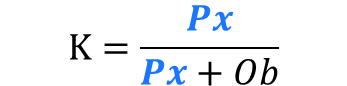 K = Px / Px + Ob